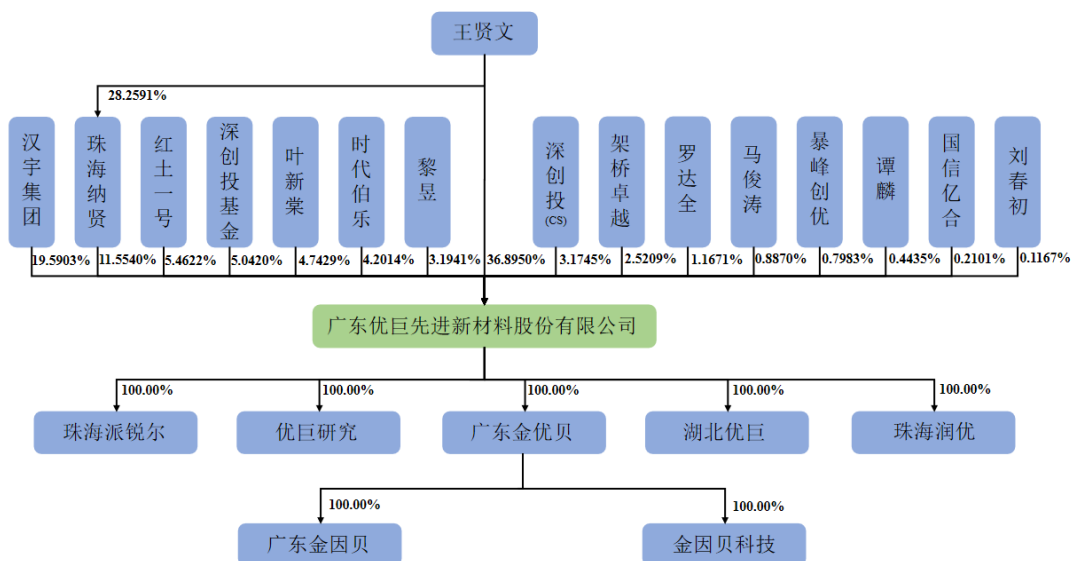 王贤文
28.2591%
汉宇集团
珠海纳贤
红土一号
深创投基金
叶新棠
时代伯乐
黎昱
深创投(CS)
架桥卓越
罗达全
马俊涛
暴峰创优
谭麟
国信亿合
刘春初
19.5903% 11.5540% 5.4622% 5.0420% 4.7429% 4.2014% 3.1941% 36.8950% 3.1745% 2.5209% 1.1671% 0.8870% 0.7983% 0.4435% 0.2101% 0.1167%
广东优巨先进新材料股份有限公司
100.00% 100.00% 100.00% 100.00% 100.00%
珠海派锐尔 优巨研究 广东金优贝 湖北优巨 珠海润优
100.00% 100.00%
广东金因贝 金因贝科技